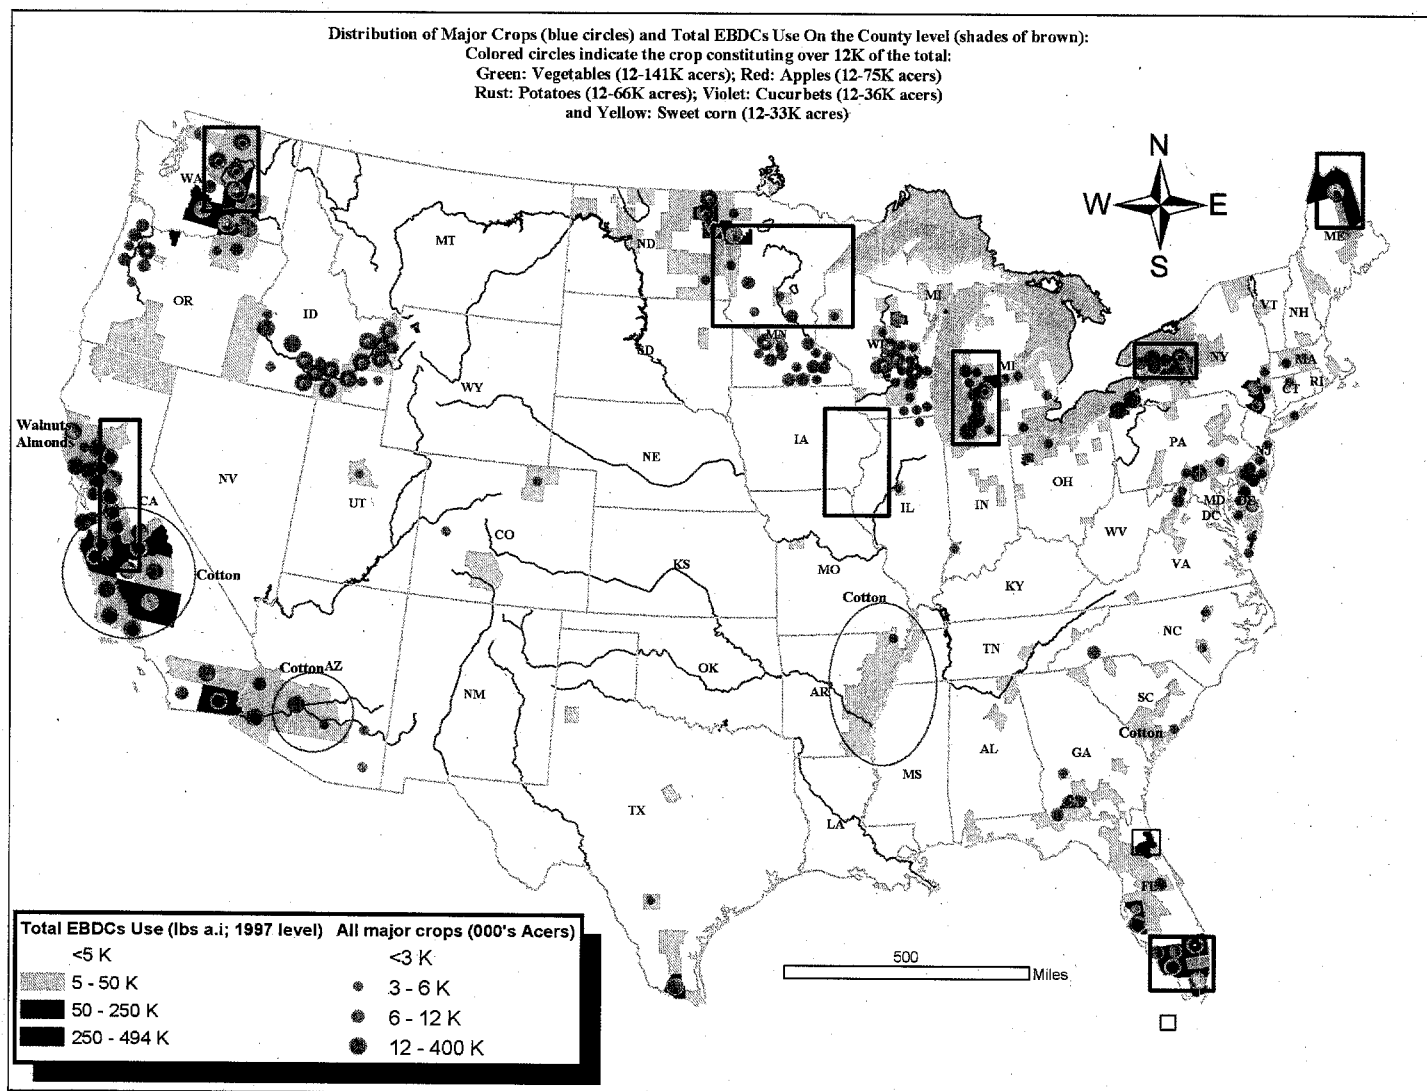 Distribution of Major Crops (blue circles) and Total EBDCs Use On the County level (shades of brown):
Colored circles indicate the crop constituting over 12K of the total:
Green: Vegetables (12-141K acers); Red: Apples (12-75K acers)
Rust: Potatoes (12-66K acres); Violet: Cucurbets (12-36K acers)
and Yellow: Sweet corn (12-33K acres)
N
W E
S
WA
MT
ND
ME
OR
ID
MI
VT
NH
MN
WI
NY
MA
SD
MI
CT
RI
WY
Walnuts
Almonds
IA
PA
NJ
NV
NE
UT
OH
CA
IL
IN
MD
DE
DC
CO
WV
Cotton
KS
MO
VA
KY
Cotton
NC
TN
Cotton
AZ
OK
NM
AR
SC
Cotton
AL
GA
MS
TX
LA
FL
Total EBDCs Use (lbs a.i; 1997 level)
<5 K
5 - 50 K
50 - 250 K
250 - 494 K
All major crops (000's Acers)
<3 K
3 - 6 K
6 - 12 K
12 - 400 K
500
Miles